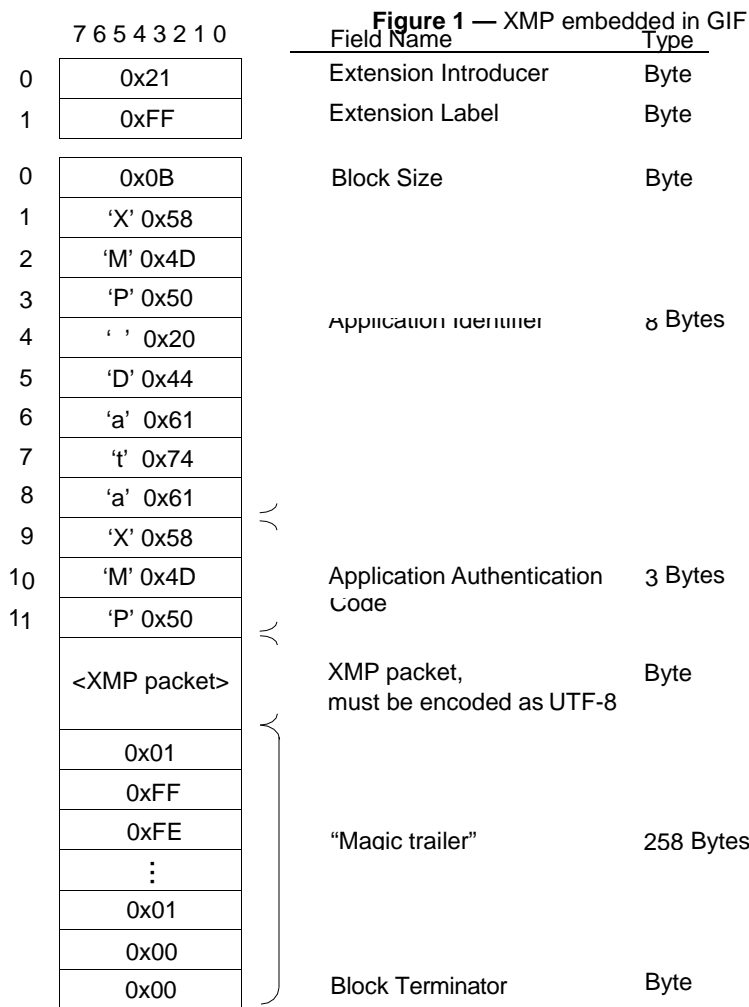 Figure 1 — XMP embedded in GIF
7 6 5 4 3 2 1 0 Field Name Type
0 0x21 Extension Introducer Byte
1 0xFF Extension Label Byte
0 0x0B Block Size Byte
1 ‘X’ 0x58
2 ‘M’ 0x4D
3 ‘P’ 0x50
4 ‘ ’ 0x20 Application Identifier 8 Bytes
5 ‘D’ 0x44
6 ‘a’ 0x61
7 ‘t’ 0x74
8 ‘a’ 0x61
9 ‘X’ 0x58
10 ‘M’ 0x4D Application Authentication 3 Bytes
Code
11 ‘P’ 0x50
<XMP packet> XMP packet, Byte
must be encoded as UTF-8
0x01
0xFF
0xFE “Magic trailer” 258 Bytes
⋮
0x01
0x00
0x00 Block Terminator Byte